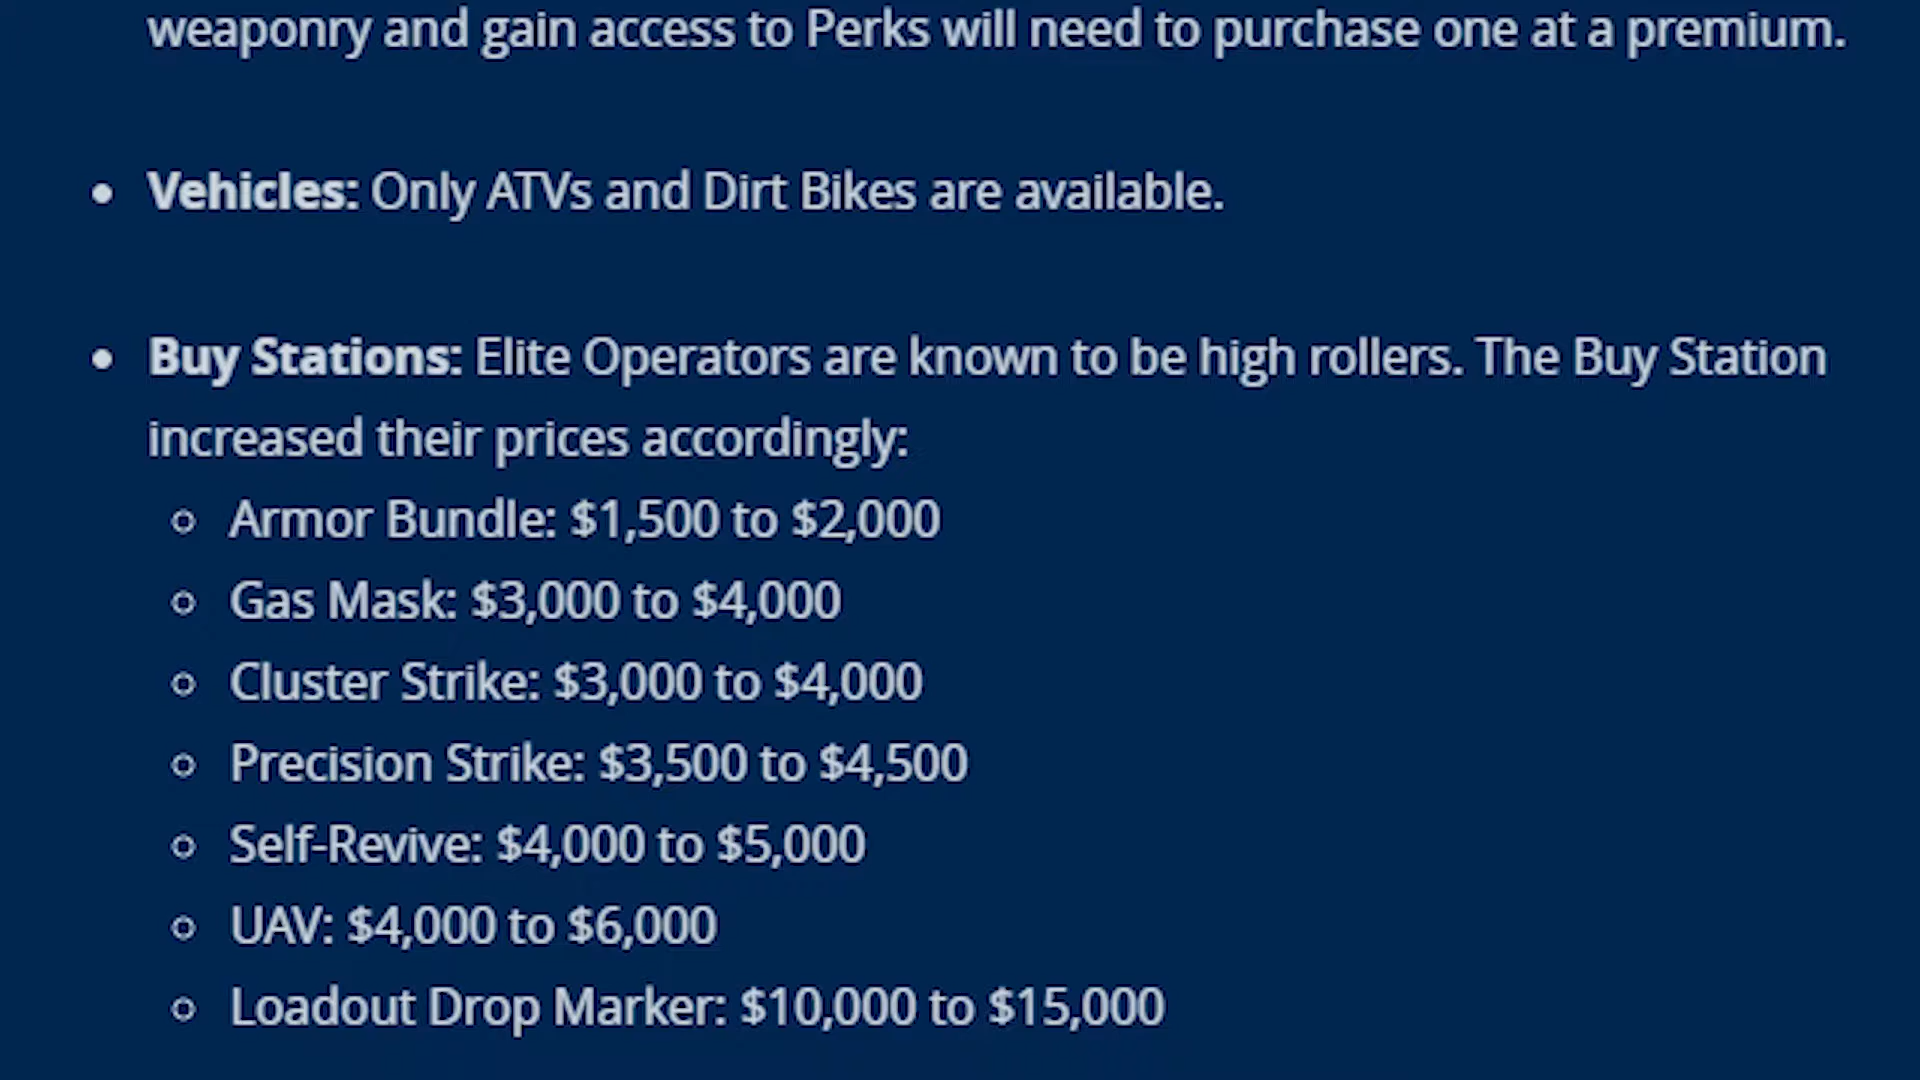 weaponry and gain access to Perks will need to purchase one at a premium.
• Vehicles: Only ATVs and Dirt Bikes are available.
• Buy Stations: Elite Operators are known to be high rollers. The Buy Station
increased their prices accordingly:
○ Armor Bundle: $1,500 to $2,000
○ Gas Mask: $3,000 to $4,000
○ Cluster Strike: $3,000 to $4,000
○ Precision Strike: $3,500 to $4,500
○ Self-Revive: $4,000 to $5,000
○ UAV: $4,000 to $6,000
○ Loadout Drop Marker: $10,000 to $15,000